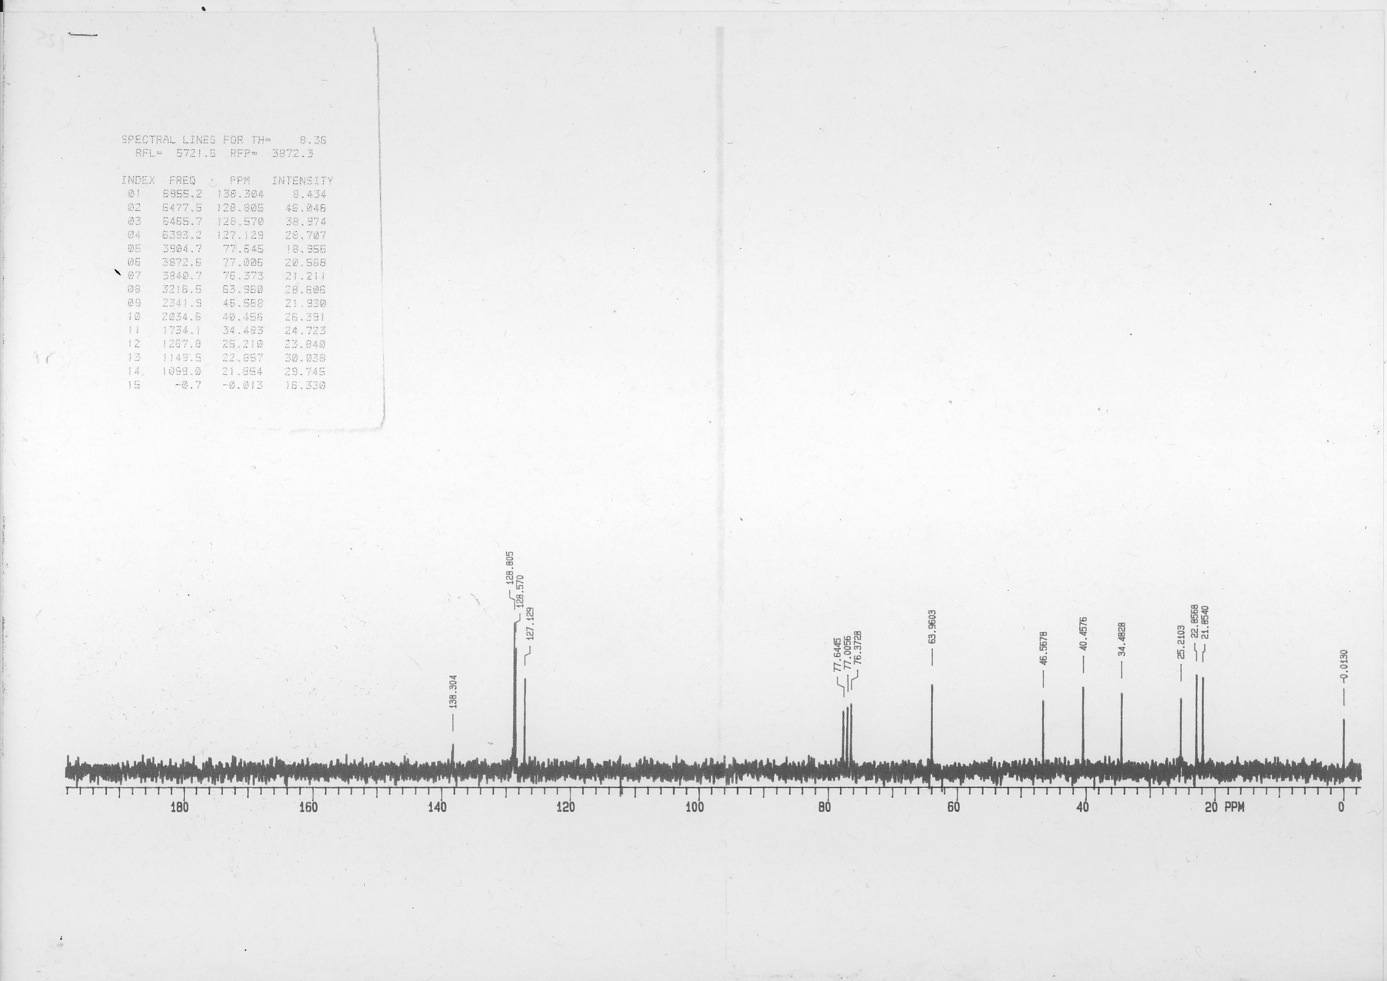 SPECTRAL LINES FOR TH= 8.36
RFL= 5721.5 RFP= 3872.3
INDEX FREQ PPM INTENSITY
01 6955.2 138.304 8.434
02 6477.5 128.805 46.046
03 6465.7 128.570 38.974
04 6393.2 127.129 28.707
05 3904.7 77.645 18.956
06 3872.6 77.006 20.568
07 3840.7 76.373 21.211
08 3216.5 63.960 28.606
09 2341.9 46.568 21.930
10 2034.6 40.458 26.391
11 1734.1 34.483 24.723
12 1267.8 25.210 23.840
13 1149.5 22.857 30.038
14 1099.0 21.854 29.745
15 -0.7 -0.013 16.330
138.304
128.805
128.570
127.129
77.6445
77.0056
76.3728
63.9603
46.5678
40.4576
34.4828
25.2103
22.8568
21.8540
-0.0130
180 160 140 120 100 80 60 40 20 PPM 0